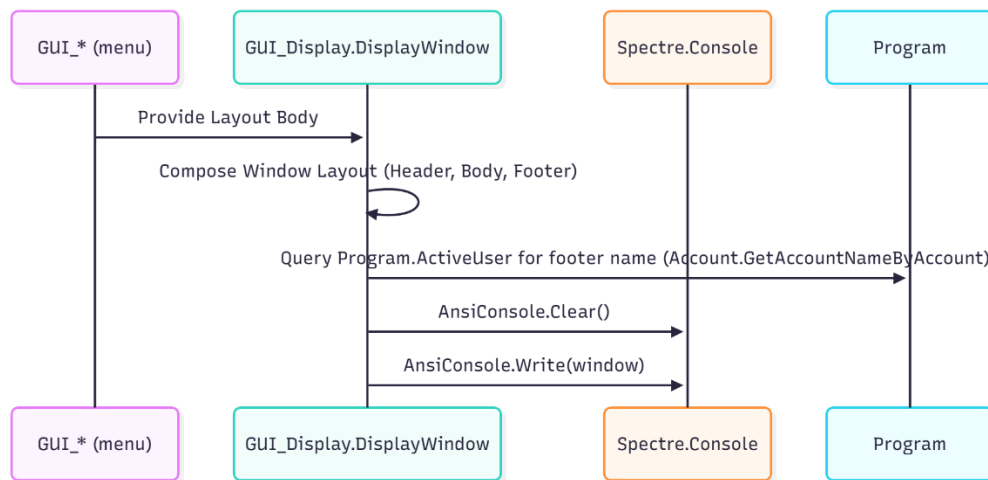 GUI_* (menu)
GUI_Display.DisplayWindow
Spectre.Console
Program
Provide Layout Body
Compose Window Layout (Header, Body, Footer)
Query Program.ActiveUser for footer name (Account.GetAccountNameByAccount)
AnsiConsole.Clear()
AnsiConsole.Write(window)
GUI_* (menu)
GUI_Display.DisplayWindow
Spectre.Console
Program